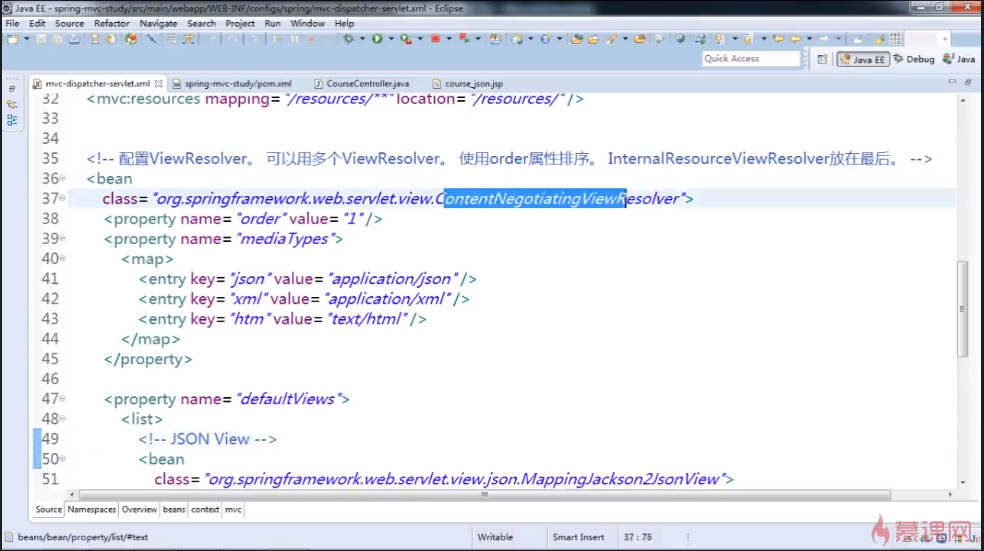 Java EE - spring-mvc-study/src/main/webapp/WEB-INF/configs/spring/mvc-dispatcher-servlet.xml - Eclipse
File Edit Source Refactor Navigate Search Project Run Window Help
Quick Access Java EE Debug Java
mvc-dispatcher-servlet.xml spring-mvc-study/pom.xml CourseController.java course_json.jsp
32 <mvc:resources mapping="/resources/**" location="/resources/" />
33
34
35 <!-- 配置ViewResolver。 可以用多个ViewResolver。 使用order属性排序。 InternalResourceViewResolver放在最后。 -->
36 <bean
37 class="org.springframework.web.servlet.view.ContentNegotiatingViewResolver">
38 <property name="order" value="1" />
39 <property name="mediaTypes">
40 <map>
41 <entry key="json" value="application/json" />
42 <entry key="xml" value="application/xml" />
43 <entry key="htm" value="text/html" />
44 </map>
45 </property>
46
47 <property name="defaultViews">
48 <list>
49 <!-- JSON View -->
50 <bean
51 class="org.springframework.web.servlet.view.json.MappingJackson2JsonView">
Source Namespaces Overview beans context mvc
beans/bean/property/list/#text Writable Smart Insert 37 : 76
慕课网